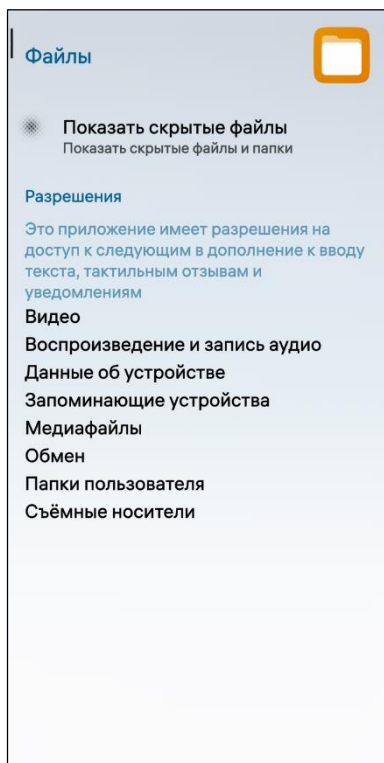 Файлы
Показать скрытые файлы
Показать скрытые файлы и папки
Разрешения
Это приложение имеет разрешения на
доступ к следующим в дополнение к вводу
текста, тактильным отзывам и
уведомлениям
Видео
Воспроизведение и запись аудио
Данные об устройстве
Запоминающие устройства
Медиафайлы
Обмен
Папки пользователя
Съёмные носители